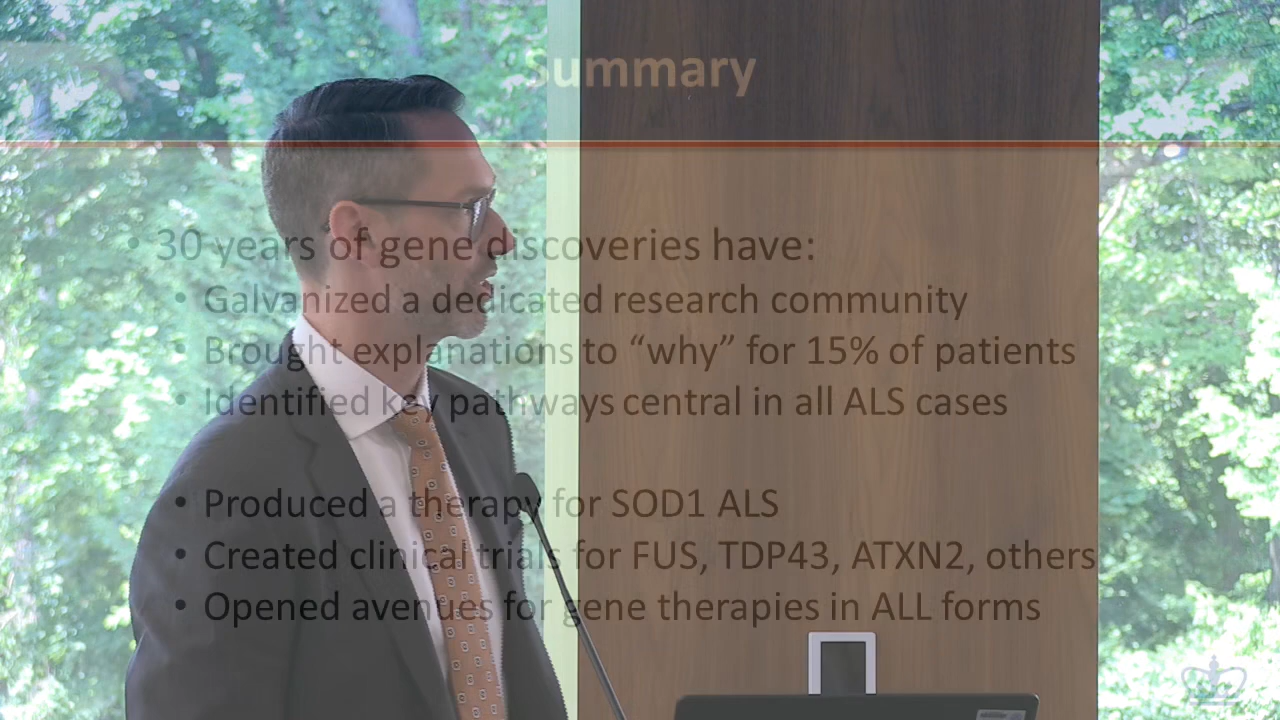 Summary
• 30 years of gene discoveries have:
• Galvanized a dedicated research community
Brought explanations to “why” for 15% of patients
• Identified key pathways central in all ALS cases
• Produced a therapy for SOD1 ALS
• Created clinical trials for FUS, TDP43, ATXN2, others
• Opened avenues for gene therapies in ALL forms